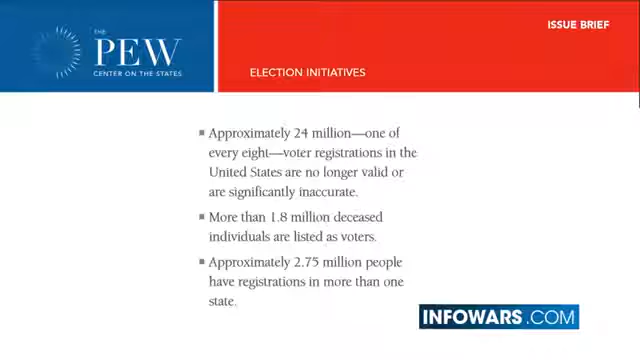 ISSUE BRIEF
THE
PEW
CENTER ON THE STATES
ELECTION INITIATIVES
▪ Approximately 24 million—one of
every eight—voter registrations in the
United States are no longer valid or
are significantly inaccurate.
▪ More than 1.8 million deceased
individuals are listed as voters.
▪ Approximately 2.75 million people
have registrations in more than one
state.
INFOWARS.COM